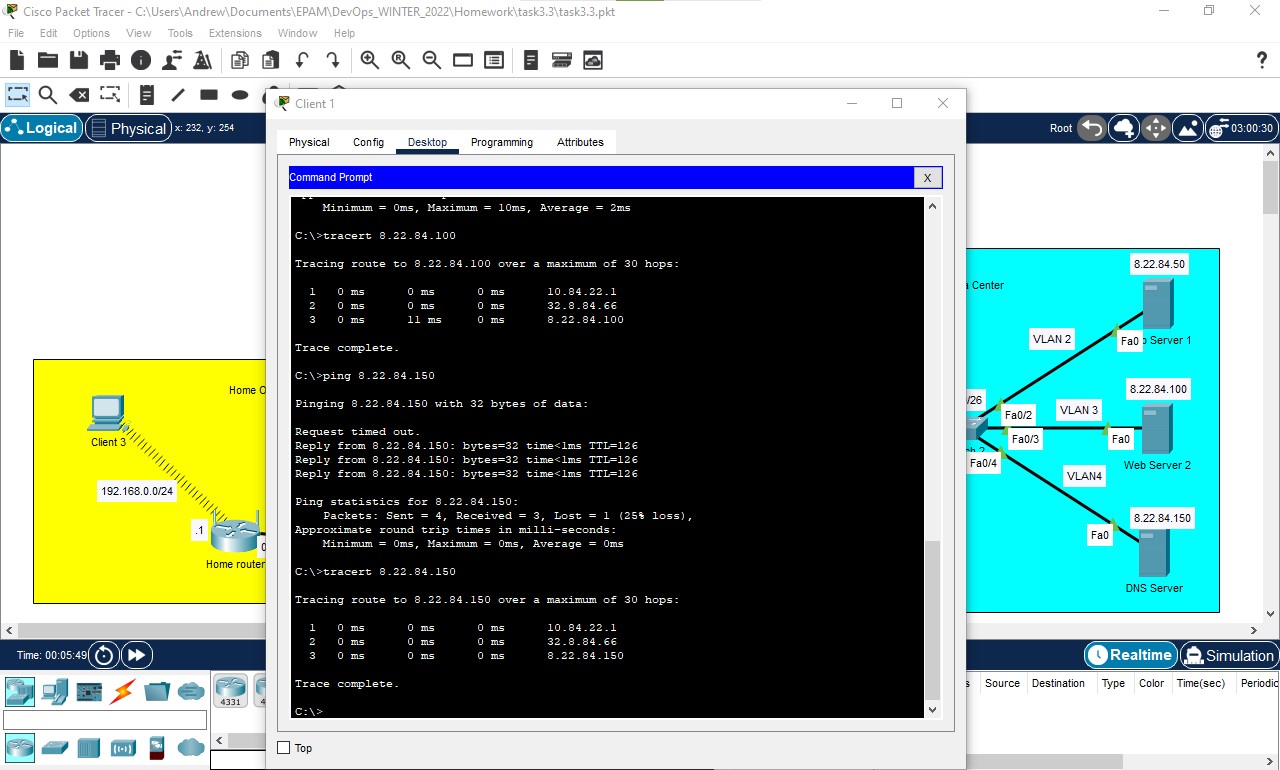 Cisco Packet Tracer - C:\Users\Andrew\Documents\EPAM\DevOps_WINTER_2022\Homework\task3.3\task3.3.pkt
File Edit Options View Tools Extensions Window Help
Client 1
Logical Physical x: 232, y: 254
Root 03:00:30
Physical Config Desktop Programming Attributes
Command Prompt X
Minimum = 0ms, Maximum = 10ms, Average = 2ms
C:\>tracert 8.22.84.100
Tracing route to 8.22.84.100 over a maximum of 30 hops:
1 0 ms 0 ms 0 ms 10.84.22.1
2 0 ms 0 ms 0 ms 32.8.84.66
3 0 ms 11 ms 0 ms 8.22.84.100
Trace complete.
C:\>ping 8.22.84.150
Pinging 8.22.84.150 with 32 bytes of data:
Request timed out.
Reply from 8.22.84.150: bytes=32 time<1ms TTL=126
Reply from 8.22.84.150: bytes=32 time<1ms TTL=126
Reply from 8.22.84.150: bytes=32 time<1ms TTL=126
Ping statistics for 8.22.84.150:
Packets: Sent = 4, Received = 3, Lost = 1 (25% loss),
Approximate round trip times in milli-seconds:
Minimum = 0ms, Maximum = 0ms, Average = 0ms
C:\>tracert 8.22.84.150
Tracing route to 8.22.84.150 over a maximum of 30 hops:
1 0 ms 0 ms 0 ms 10.84.22.1
2 0 ms 0 ms 0 ms 32.8.84.66
3 0 ms 0 ms 0 ms 8.22.84.150
Trace complete.
C:\>
Top
Home
Client 3
192.168.0.0/24
.1
Home router
Center
8.22.84.50
VLAN 2
Fa0
Server 1
/26
Fa0/2
8.22.84.100
VLAN 3
Fa0/3
Fa0
Web Server 2
Fa0/4
VLAN4
8.22.84.150
Fa0
DNS Server
Time: 00:05:49
Realtime Simulation
4331
Source Destination Type Color Time(sec) Periodic